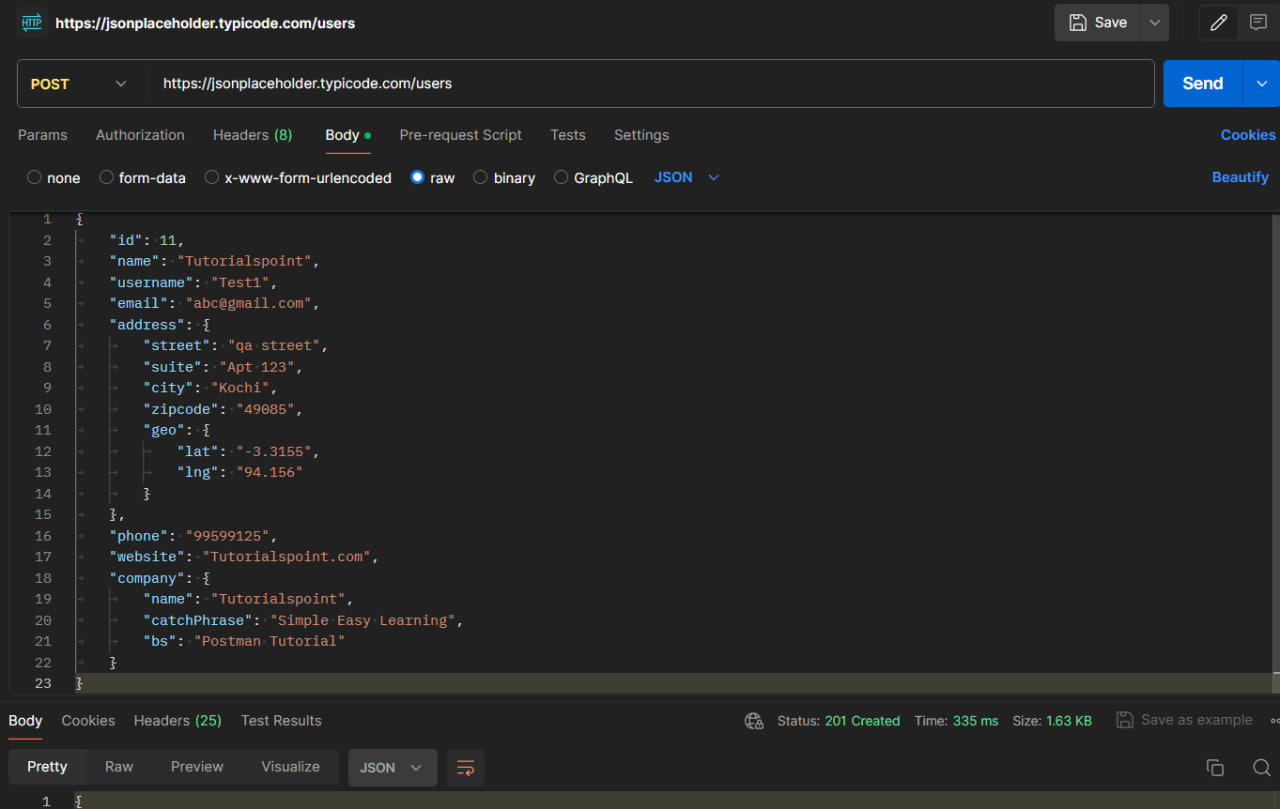 HTTP https://jsonplaceholder.typicode.com/users Save
POST https://jsonplaceholder.typicode.com/users Send
Params Authorization Headers (8) Body Pre-request Script Tests Settings Cookies
none form-data x-www-form-urlencoded raw binary GraphQL JSON Beautify
1 {
2 "id": 11,
3 "name": "Tutorialspoint",
4 "username": "Test1",
5 "email": "abc@gmail.com",
6 "address": {
7 "street": "qa street",
8 "suite": "Apt 123",
9 "city": "Kochi",
10 "zipcode": "49085",
11 "geo": {
12 "lat": "-3.3155",
13 "lng": "94.156"
14 }
15 },
16 "phone": "99599125",
17 "website": "Tutorialspoint.com",
18 "company": {
19 "name": "Tutorialspoint",
20 "catchPhrase": "Simple Easy Learning",
21 "bs": "Postman Tutorial"
22 }
23 }
Body Cookies Headers (25) Test Results Status: 201 Created Time: 335 ms Size: 1.63 KB Save as example
Pretty Raw Preview Visualize JSON
1 {